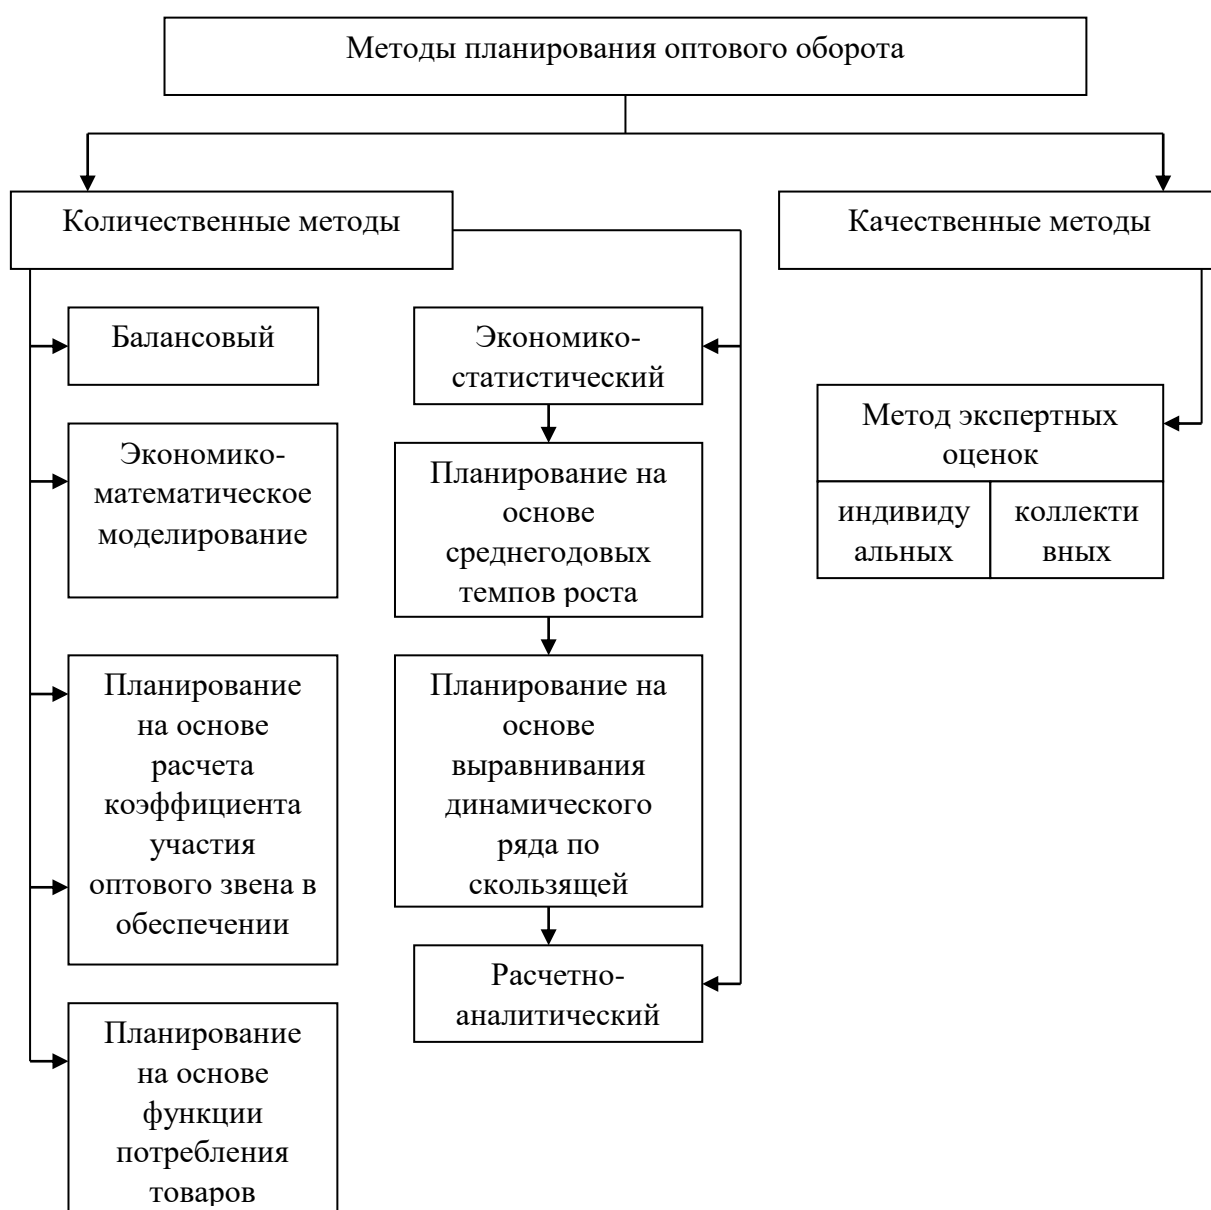 Методы планирования оптового оборота
Количественные методы
Качественные методы
Балансовый
Экономико-
математическое
моделирование
Планирование
на основе
расчета
коэффициента
участия
оптового звена в
обеспечении
Планирование
на основе
функции
потребления
товаров
Экономико-
статистический
Планирование на
основе
среднегодовых
темпов роста
Планирование на
основе
выравнивания
динамического
ряда по
скользящей
Расчетно-
аналитический
Метод экспертных
оценок
индивиду
альных
коллекти
вных